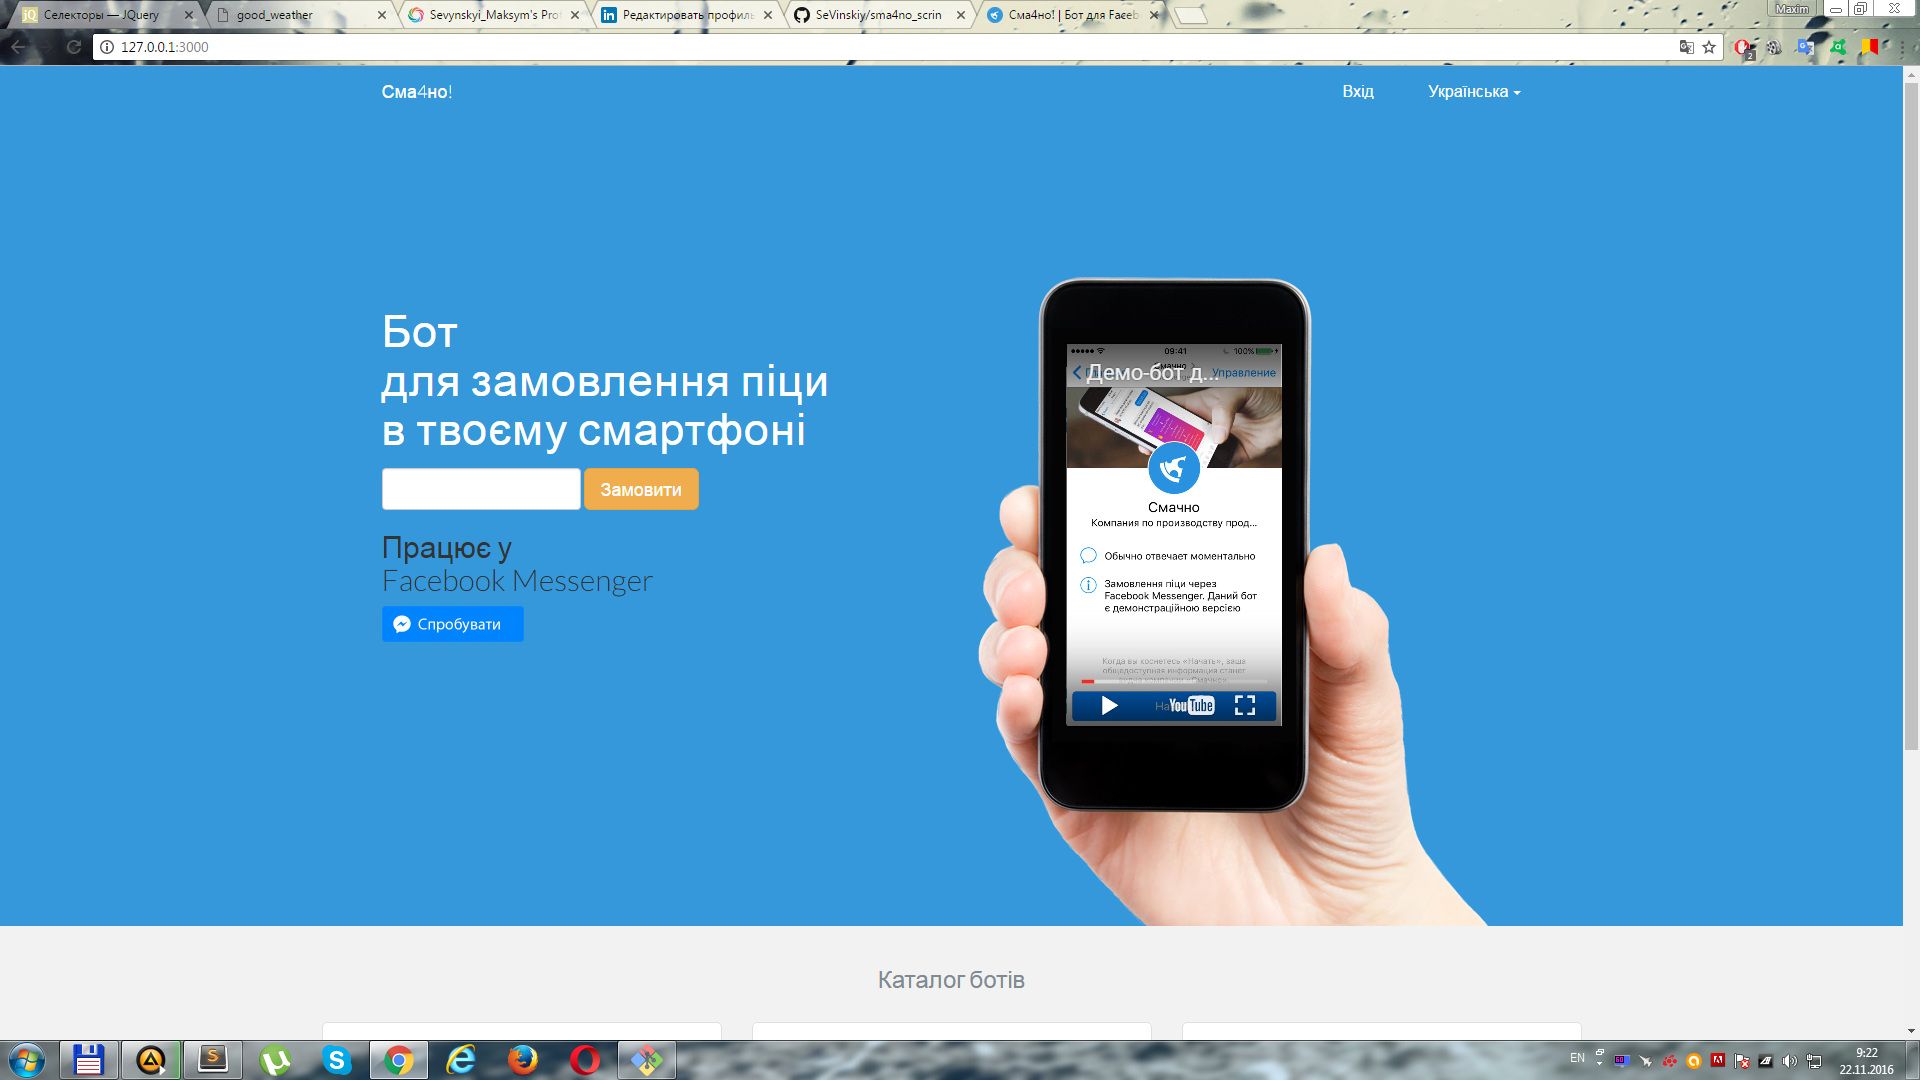 Селекторы — JQuery
good_weather
Sevynskyi_Maksym's Prof
Редактировать профиль
SeVinskiy/sma4no_scrin
Сма4но! | Бот для Faceb
Maxim
127.0.0.1:3000
2
Сма4но!
Вхід
Українська
Бот
для замовлення піци
в твоєму смартфоні
Замовити
Працює у
Facebook Messenger
Спробувати
09:41
100%
Демо-бот д...
Управление
Смачно
Компания по производству прод...
Обычно отвечает моментально
Замовлення піци через
Facebook Messenger. Даний бот
є демонстраційною версією
Когда вы коснетесь «Начать», ваша
общедоступная информация станет
YouTube
Каталог ботів
EN
9:22
22.11.2016